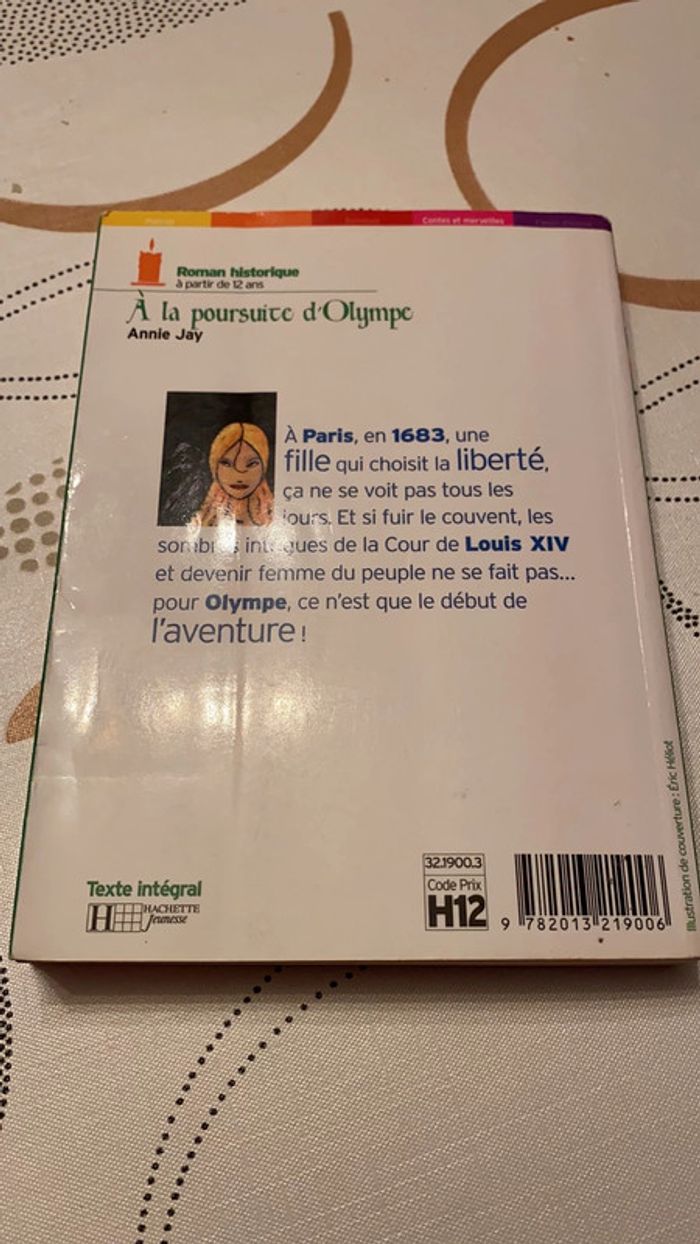 Contes et merveilles
Roman historique
à partir de 12 ans
À la poursuite d'Olympe
Annie Jay
À Paris, en 1683, une
fille qui choisit la liberté,
ça ne se voit pas tous les
jours. Et si fuir le couvent, les
sombres intrigues de la Cour de Louis XIV
et devenir femme du peuple ne se fait pas...
pour Olympe, ce n'est que le début de
l'aventure !
Illustration de couverture : Éric Héliot
Texte intégral
H HACHETTE
Jeunesse
32.1900.3
Code Prix
H12
9 782013 219006